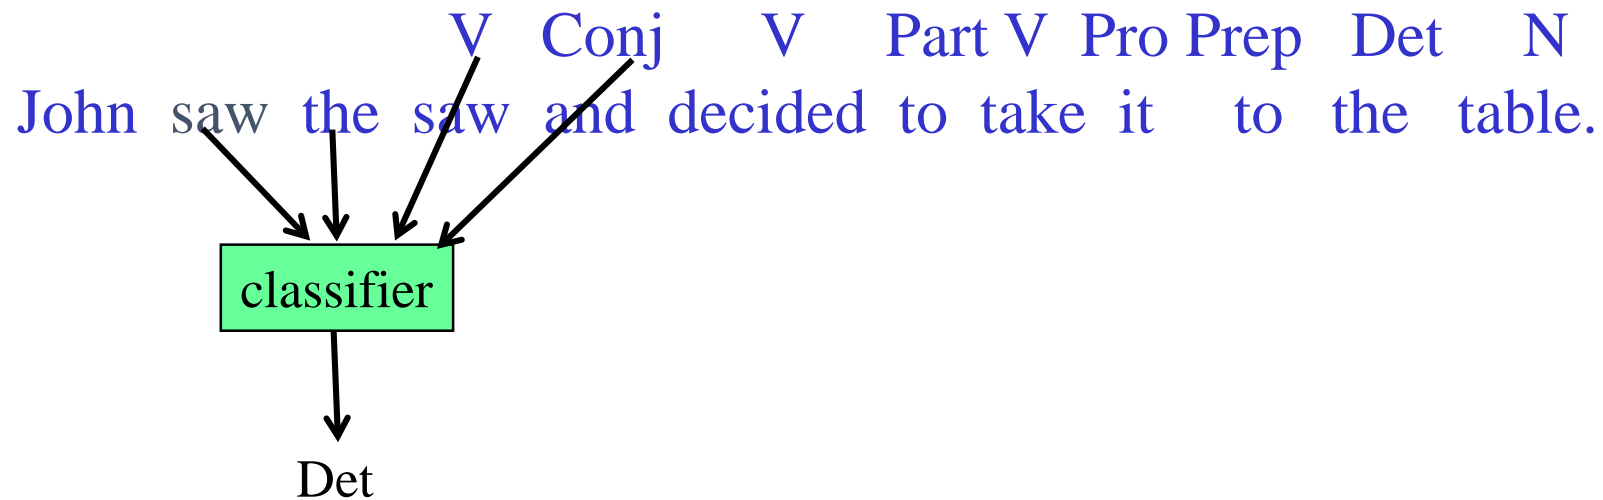 V Conj V Part V Pro Prep Det N
John saw the saw and decided to take it to the table.
classifier
Det